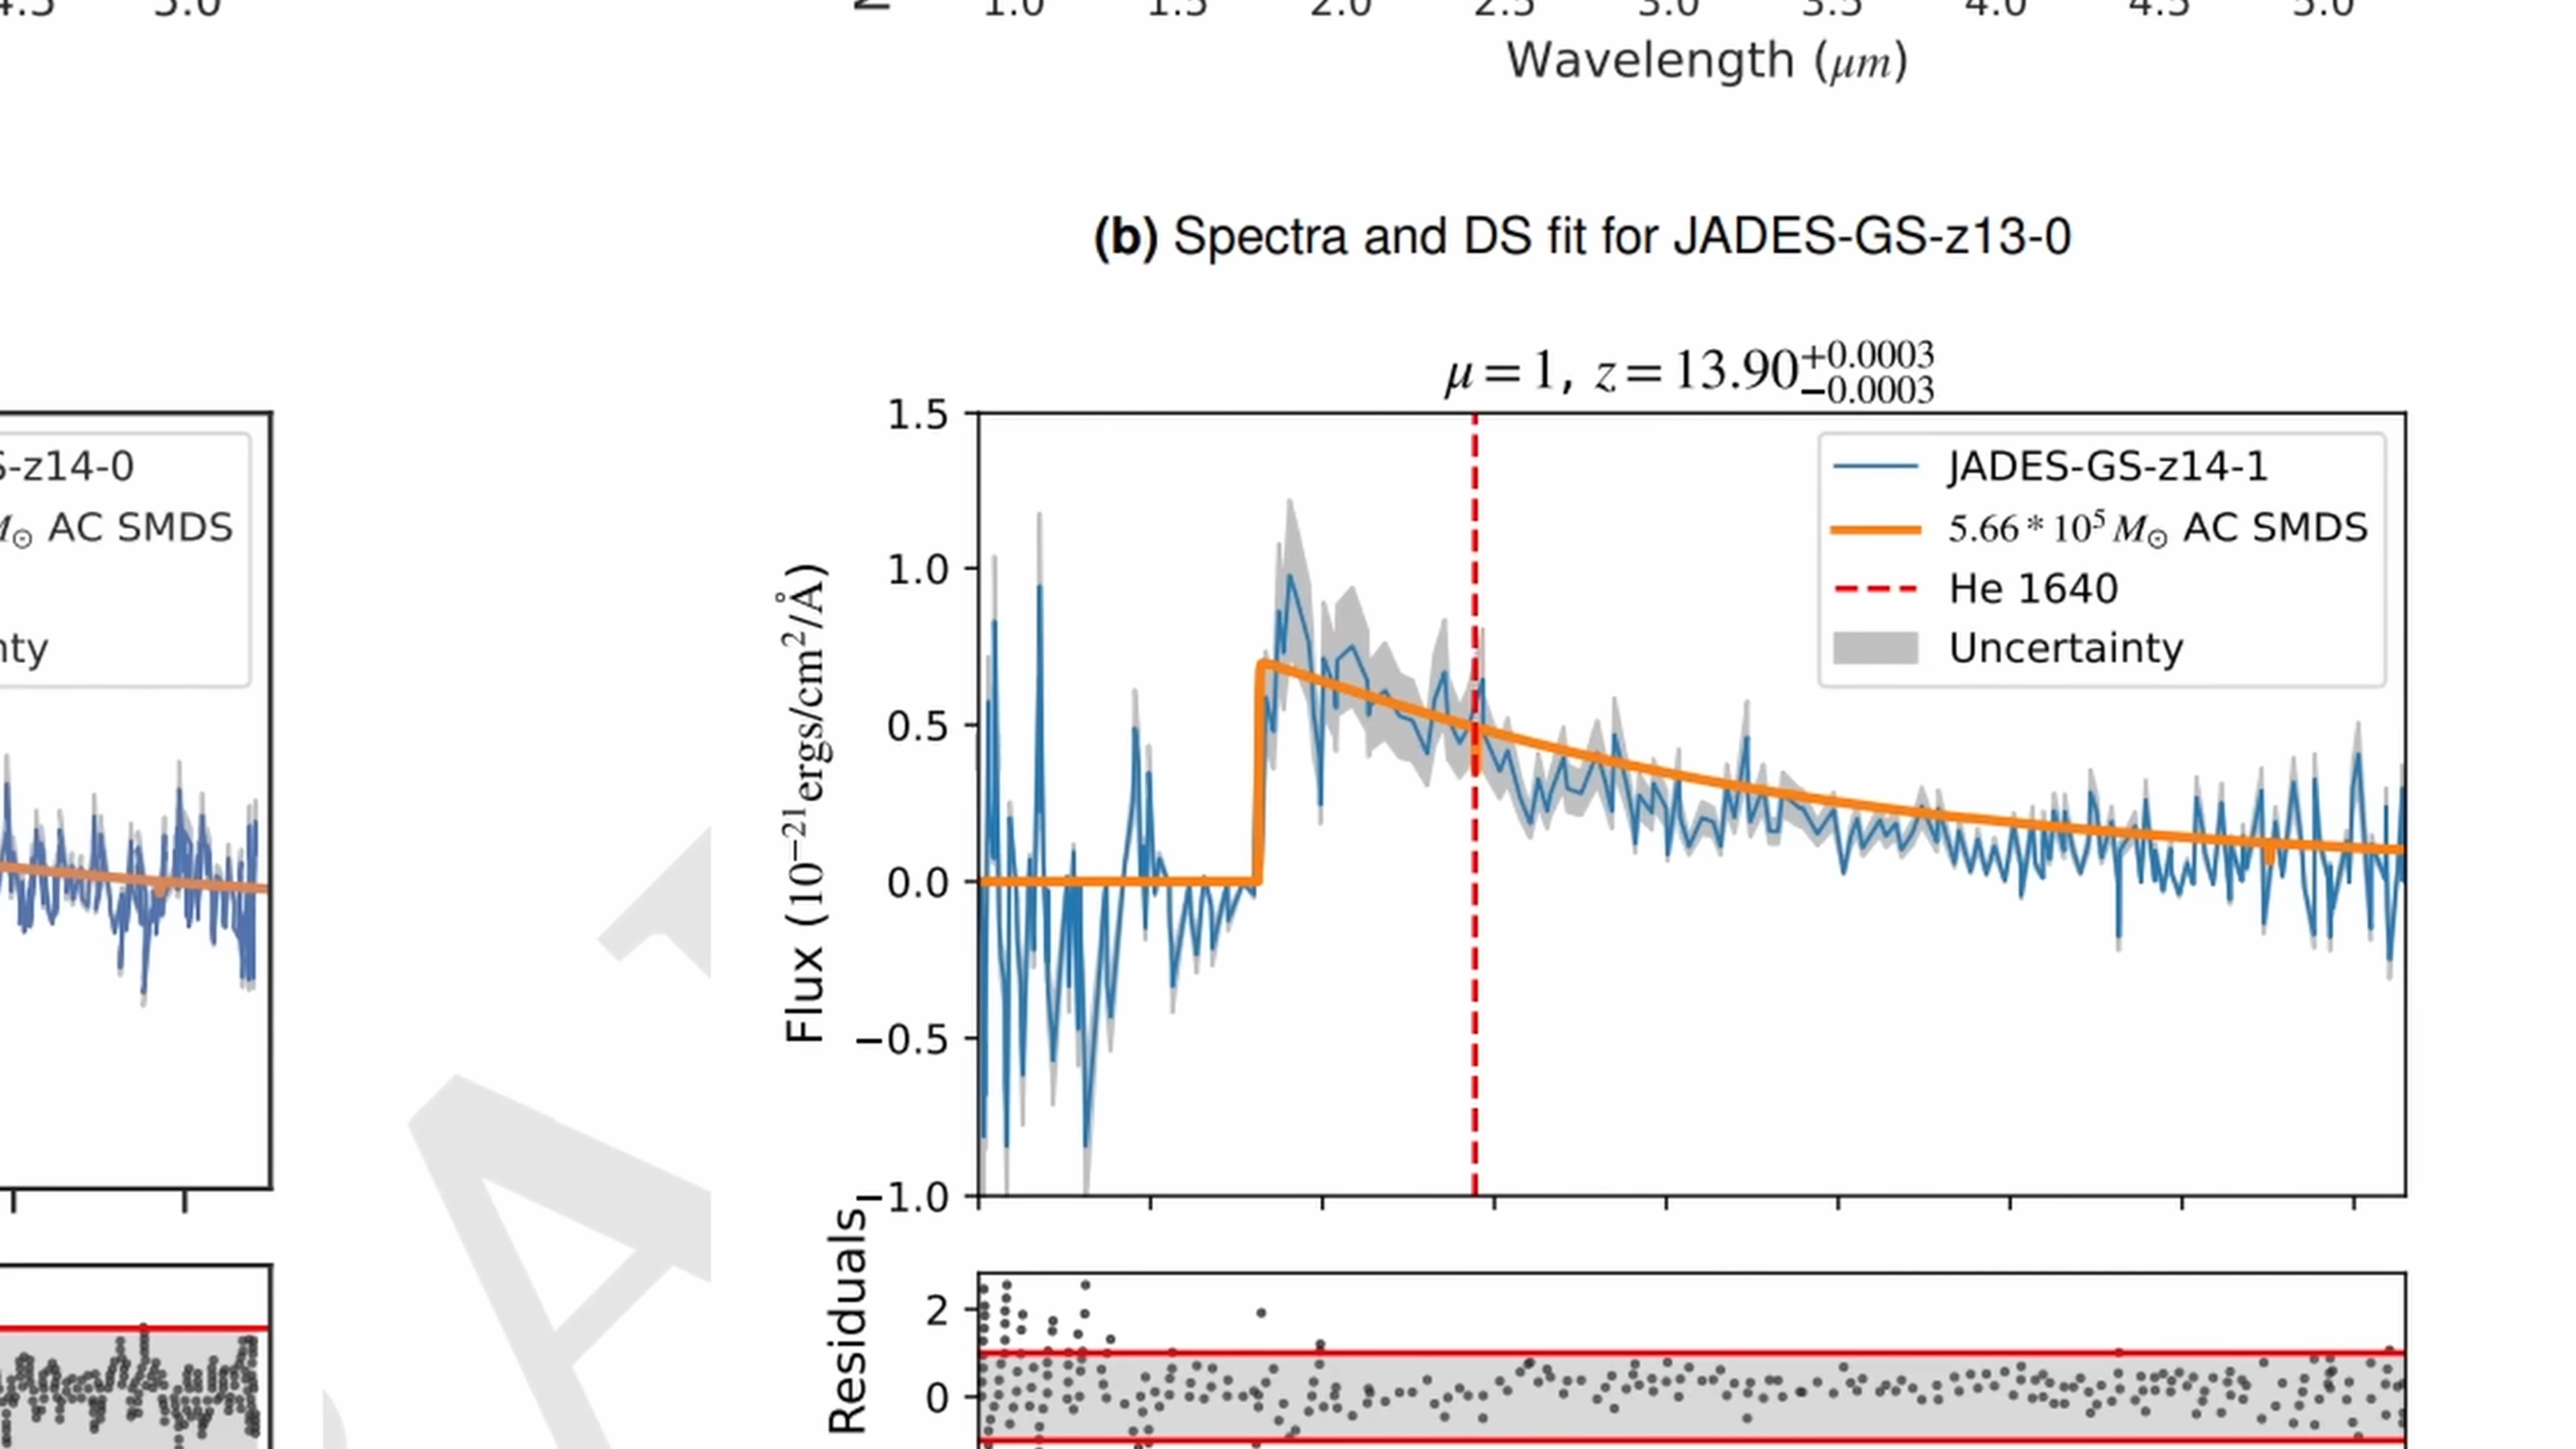 4.5 5.0
1.0 1.5 2.0 2.5 3.0 3.5 4.0 4.5 5.0
Wavelength (μm)
(b) Spectra and DS fit for JADES-GS-z13-0
μ = 1, z = 13.90 +0.0003 −0.0003
S-z14-0
M⊙ AC SMDS
nty
JADES-GS-z14-1
5.66 * 10⁵ M⊙ AC SMDS
He 1640
Uncertainty
Flux (10⁻²¹ergs/cm²/Å)
1.5
1.0
0.5
0.0
−0.5
−1.0
Residuals
2
0